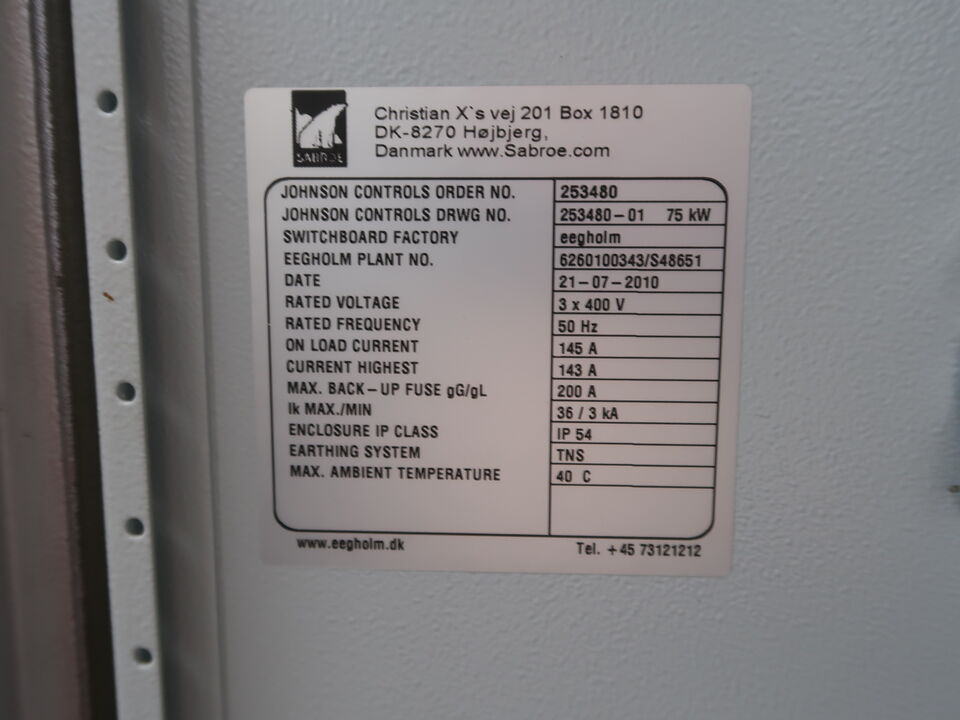 SABROE
Christian X`s vej 201 Box 1810
DK-8270 Højbjerg,
Danmark www.Sabroe.com
JOHNSON CONTROLS ORDER NO. 253480
JOHNSON CONTROLS DRWG NO. 253480-01 75 kW
SWITCHBOARD FACTORY eegholm
EEGHOLM PLANT NO. 6260100343/S48651
DATE 21-07-2010
RATED VOLTAGE 3 x 400 V
RATED FREQUENCY 50 Hz
ON LOAD CURRENT 145 A
CURRENT HIGHEST 143 A
MAX. BACK-UP FUSE gG/gL 200 A
Ik MAX./MIN 36 / 3 kA
ENCLOSURE IP CLASS IP 54
EARTHING SYSTEM TNS
MAX. AMBIENT TEMPERATURE 40 C
www.eegholm.dk Tel. +45 73121212